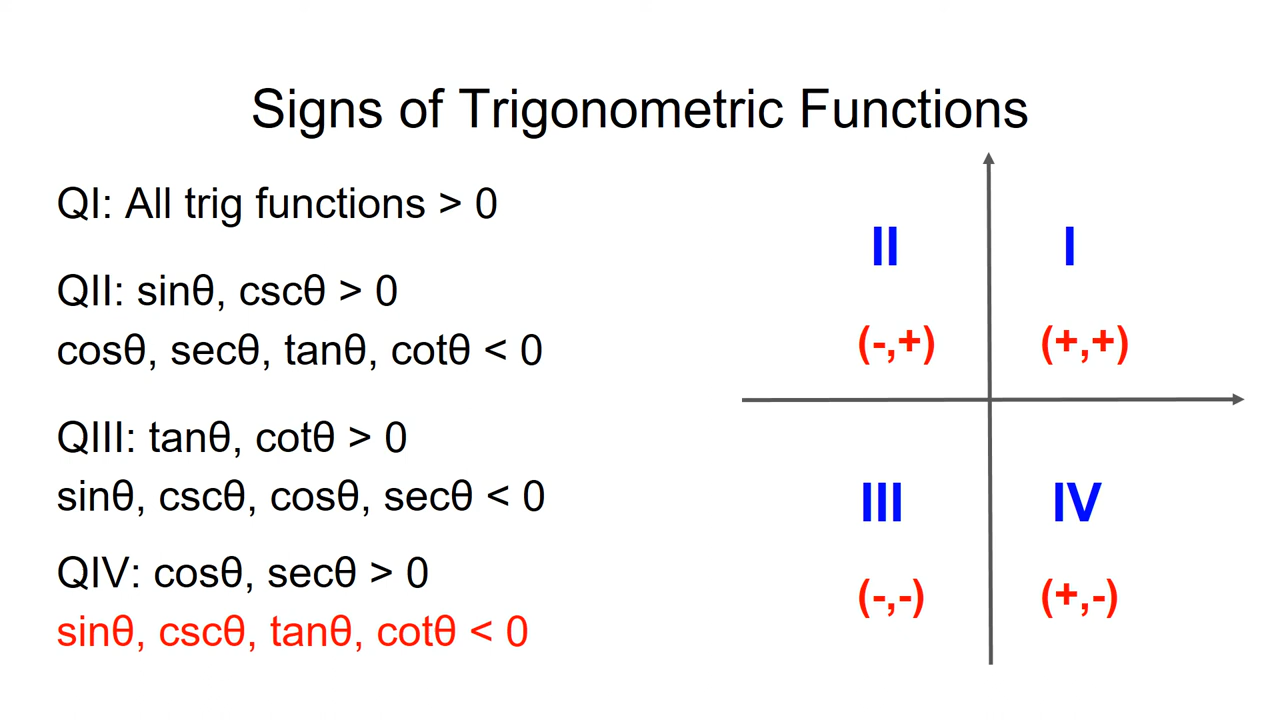 Signs of Trigonometric Functions
QI: All trig functions > 0
QII: sinθ, cscθ > 0
cosθ, secθ, tanθ, cotθ < 0
QIII: tanθ, cotθ > 0
sinθ, cscθ, cosθ, secθ < 0
QIV: cosθ, secθ > 0
sinθ, cscθ, tanθ, cotθ < 0
II
I
(-,+)
(+,+)
III
IV
(-,-)
(+,-)